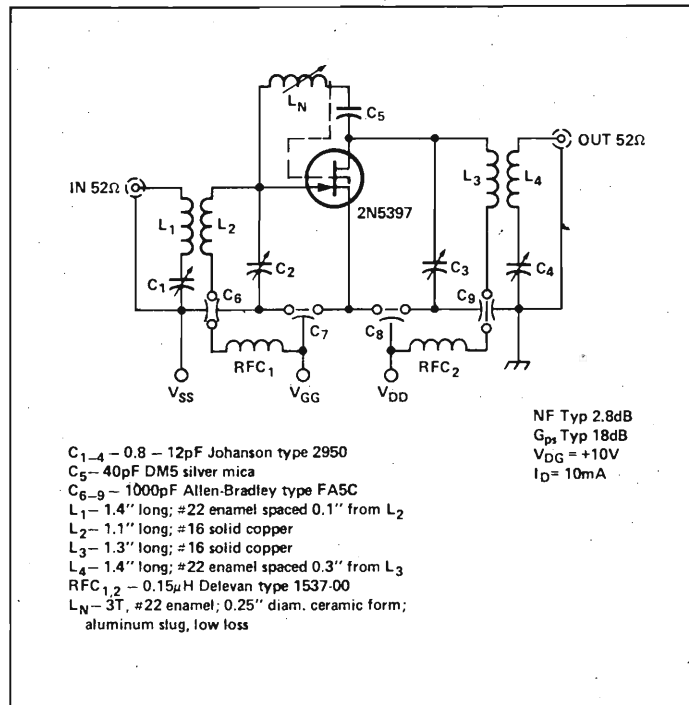 L_N
C_5
IN 52Ω
OUT 52Ω
L_1
L_2
L_3
L_4
2N5397
C_1
C_2
C_3
C_4
C_6
C_7
C_8
C_9
RFC_1
RFC_2
V_SS
V_GG
V_DD
NF Typ 2.8dB
G_ps Typ 18dB
V_DG = +10V
I_D = 10mA
C_1–4 – 0.8 – 12pF Johanson type 2950
C_5 – 40pF DM5 silver mica
C_6–9 – 1000pF Allen-Bradley type FA5C
L_1 – 1.4" long; #22 enamel spaced 0.1" from L_2
L_2 – 1.1" long; #16 solid copper
L_3 – 1.3" long; #16 solid copper
L_4 – 1.4" long; #22 enamel spaced 0.3" from L_3
RFC_1,2 – 0.15μH Delevan type 1537-00
L_N – 3T, #22 enamel; 0.25" diam. ceramic form;
aluminum slug, low loss